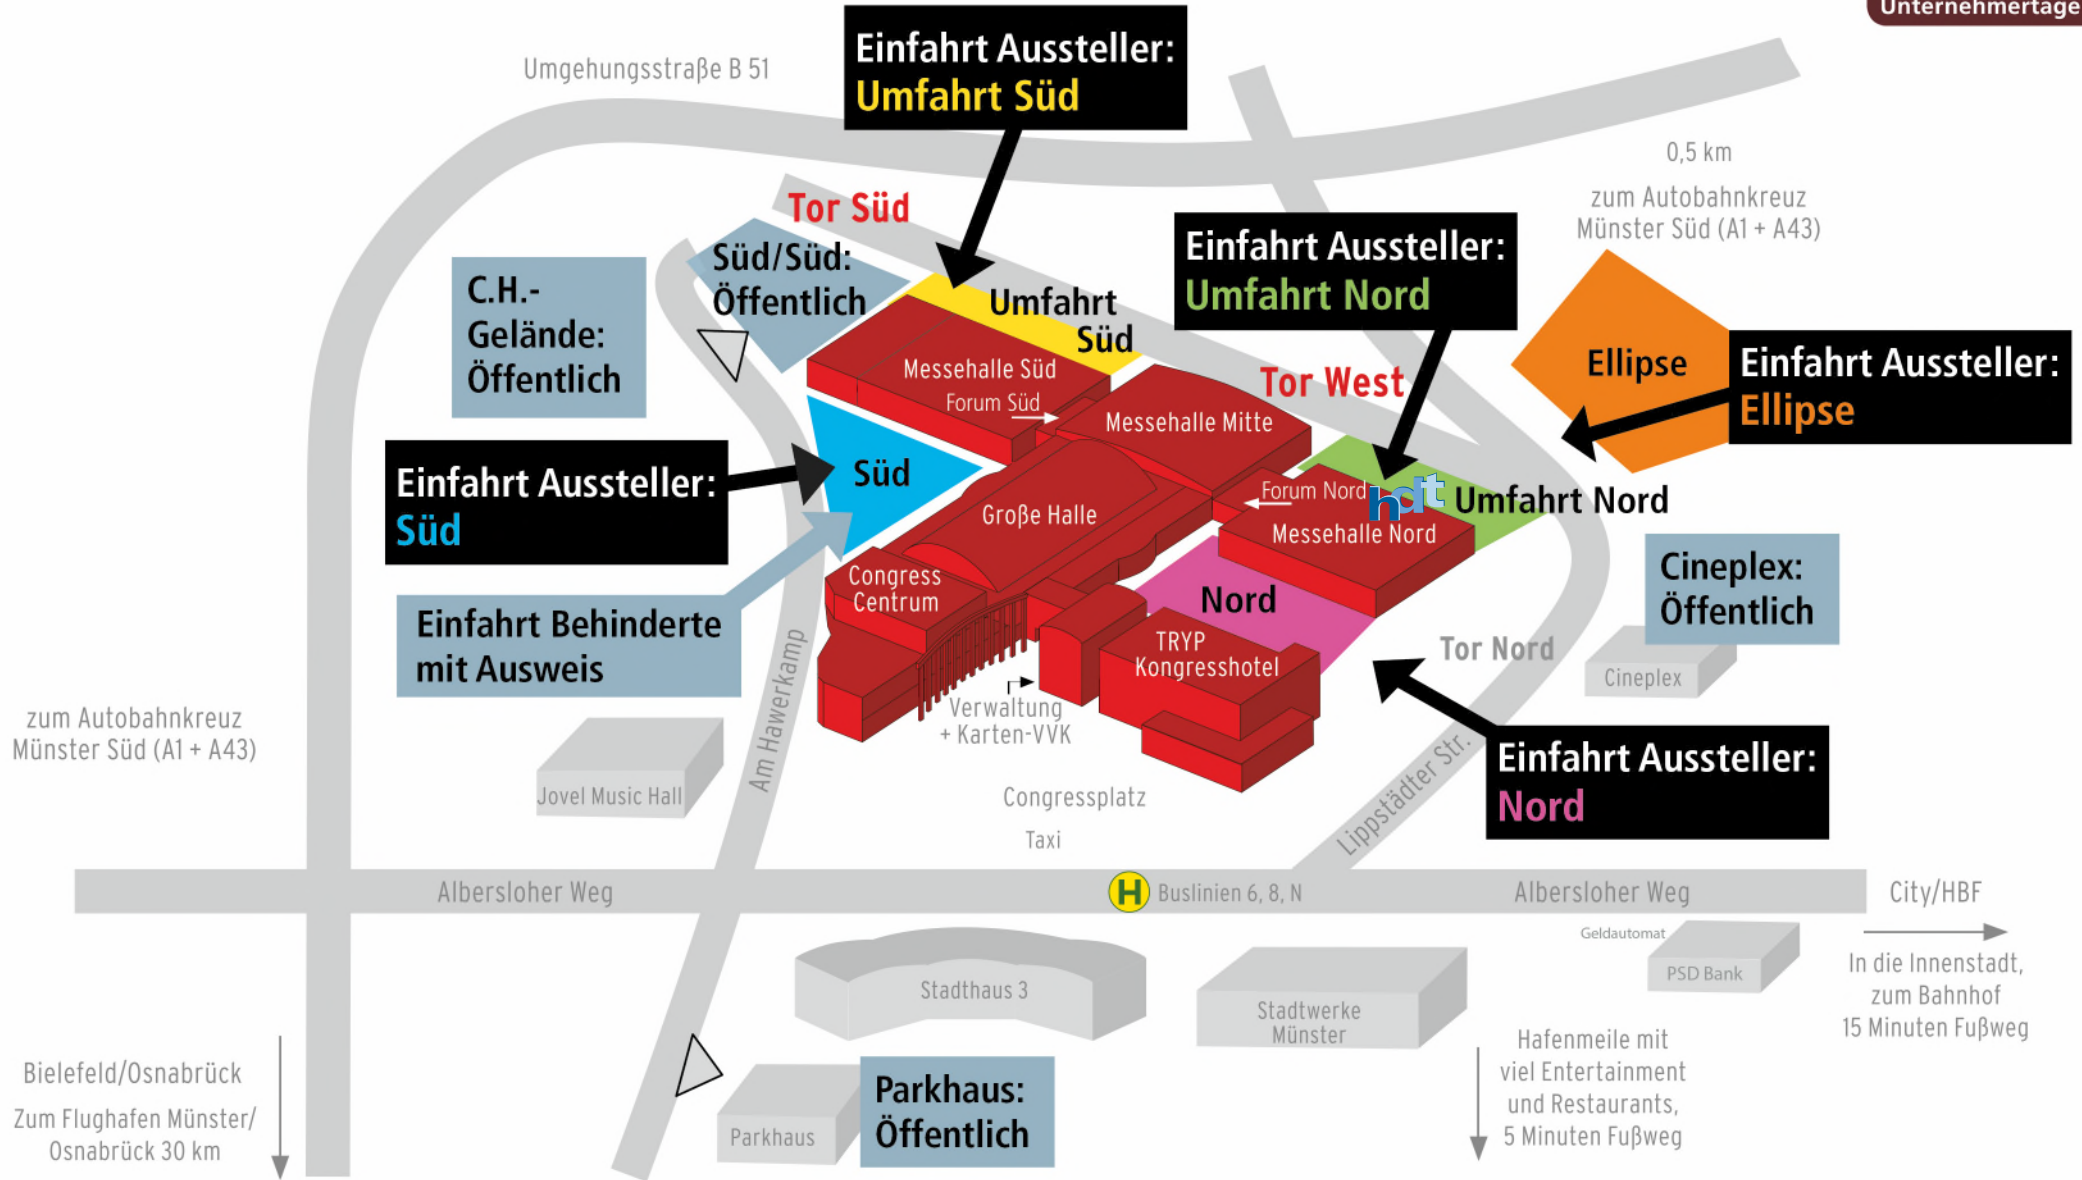 Unternehmertage
Einfahrt Aussteller:
Umfahrt Süd
Umgehungsstraße B 51
0,5 km
zum Autobahnkreuz
Münster Süd (A1 + A43)
Tor Süd
Süd/Süd:
Öffentlich
Einfahrt Aussteller:
Umfahrt Nord
C.H.-
Gelände:
Öffentlich
Umfahrt
Süd
Ellipse
Einfahrt Aussteller:
Ellipse
Messehalle Süd
Forum Süd
Tor West
Messehalle Mitte
Einfahrt Aussteller:
Süd
Süd
Große Halle
Forum Nord
hdt
Umfahrt Nord
Messehalle Nord
Congress
Centrum
Nord
Cineplex:
Öffentlich
Einfahrt Behinderte
mit Ausweis
TRYP
Kongresshotel
Tor Nord
Cineplex
Am Hawerkamp
Verwaltung
+ Karten-VVK
zum Autobahnkreuz
Münster Süd (A1 + A43)
Jovel Music Hall
Einfahrt Aussteller:
Nord
Lippstädter Str.
Congressplatz
Taxi
Albersloher Weg
H
Buslinien 6, 8, N
Albersloher Weg
City/HBF
Geldautomat
PSD Bank
In die Innenstadt,
zum Bahnhof
15 Minuten Fußweg
Stadthaus 3
Stadtwerke
Münster
Hafenmeile mit
viel Entertainment
und Restaurants,
5 Minuten Fußweg
Bielefeld/Osnabrück
Zum Flughafen Münster/
Osnabrück 30 km
Parkhaus
Parkhaus:
Öffentlich